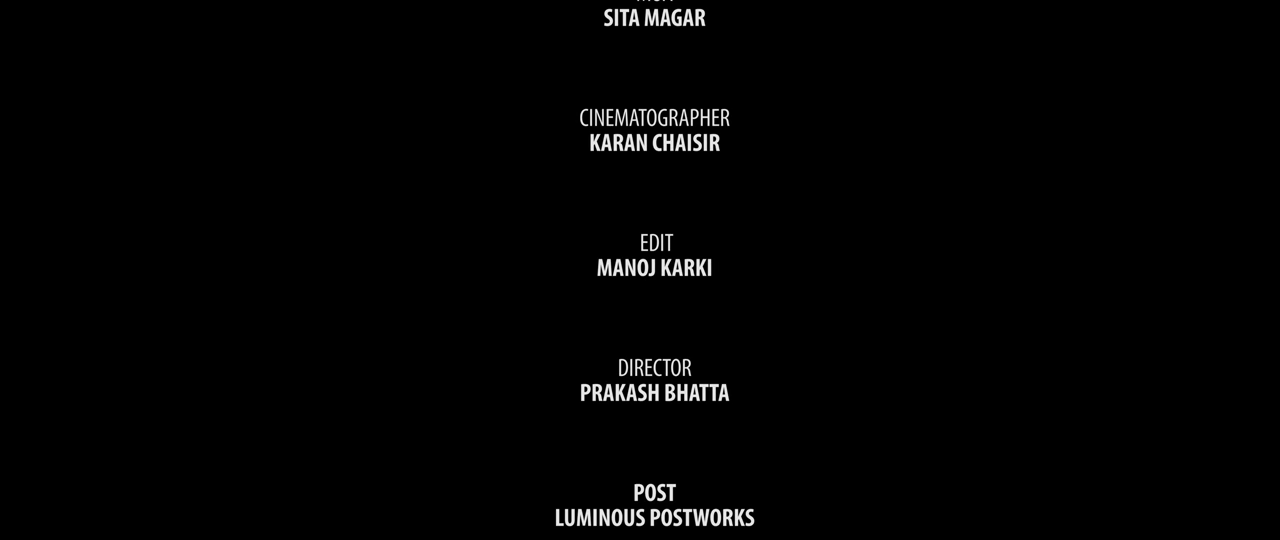 SITA MAGAR
CINEMATOGRAPHER
KARAN CHAISIR
EDIT
MANOJ KARKI
DIRECTOR
PRAKASH BHATTA
POST
LUMINOUS POSTWORKS